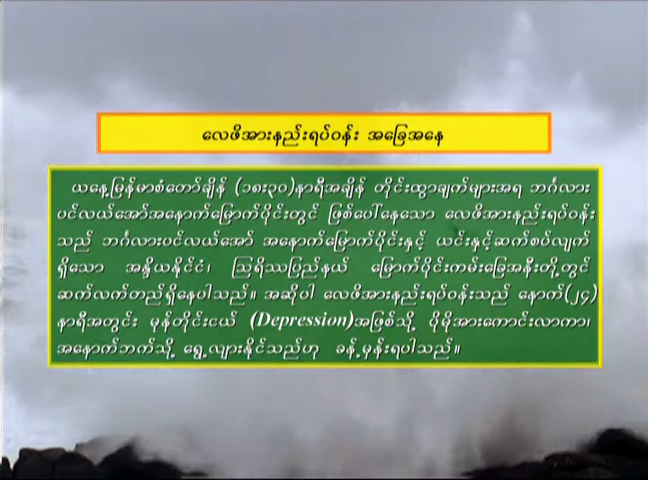 လေဖိအားနည်းရပ်ဝန်း အခြေအနေ
ယနေ့မြန်မာစံတော်ချိန် (၁၈း၃၀)နာရီအချိန် တိုင်းထွာချက်များအရ ဘင်္ဂလား
ပင်လယ်အော်အနောက်မြောက်ပိုင်းတွင် ဖြစ်ပေါ်နေသော လေဖိအားနည်းရပ်ဝန်း
သည် ဘင်္ဂလားပင်လယ်အော် အနောက်မြောက်ပိုင်းနှင့် ယင်းနှင့်ဆက်စပ်လျက်
ရှိသော အိန္ဒိယနိုင်ငံ၊ ဩရိဿပြည်နယ် မြောက်ပိုင်းကမ်းခြေအနီးတို့တွင်
ဆက်လက်တည်ရှိနေပါသည်။ အဆိုပါ လေဖိအားနည်းရပ်ဝန်းသည် နောက်(၂၄)
နာရီအတွင်း မုန်တိုင်းငယ် (Depression)အဖြစ်သို့ ပိုမိုအားကောင်းလာကာ၊
အနောက်ဘက်သို့ ရွေ့လျားနိုင်သည်ဟု ခန့်မှန်းရပါသည်။